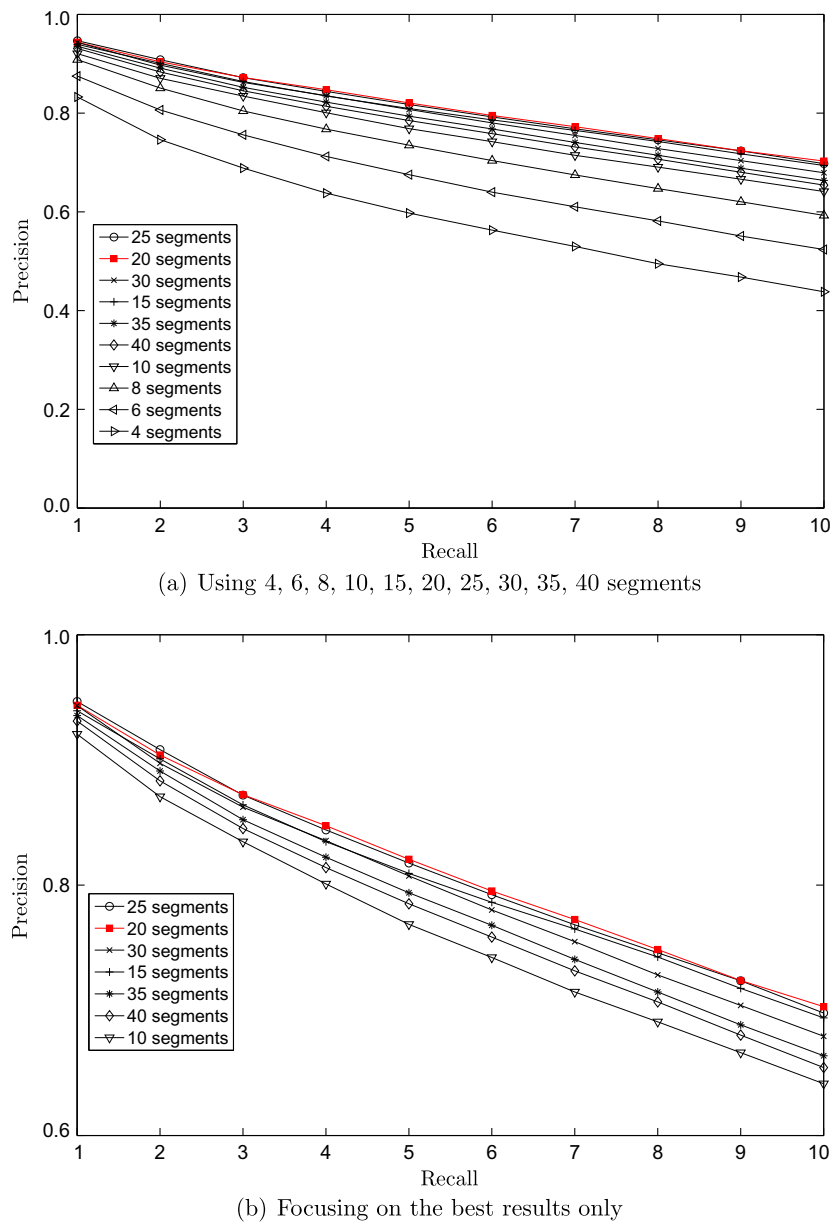 1.0
0.8
0.6
0.4
0.2
0.0
Precision
25 segments
20 segments
30 segments
15 segments
35 segments
40 segments
10 segments
8 segments
6 segments
4 segments
1 2 3 4 5 6 7 8 9 10
Recall
(a) Using 4, 6, 8, 10, 15, 20, 25, 30, 35, 40 segments
1.0
0.8
0.6
Precision
25 segments
20 segments
30 segments
15 segments
35 segments
40 segments
10 segments
1 2 3 4 5 6 7 8 9 10
Recall
(b) Focusing on the best results only